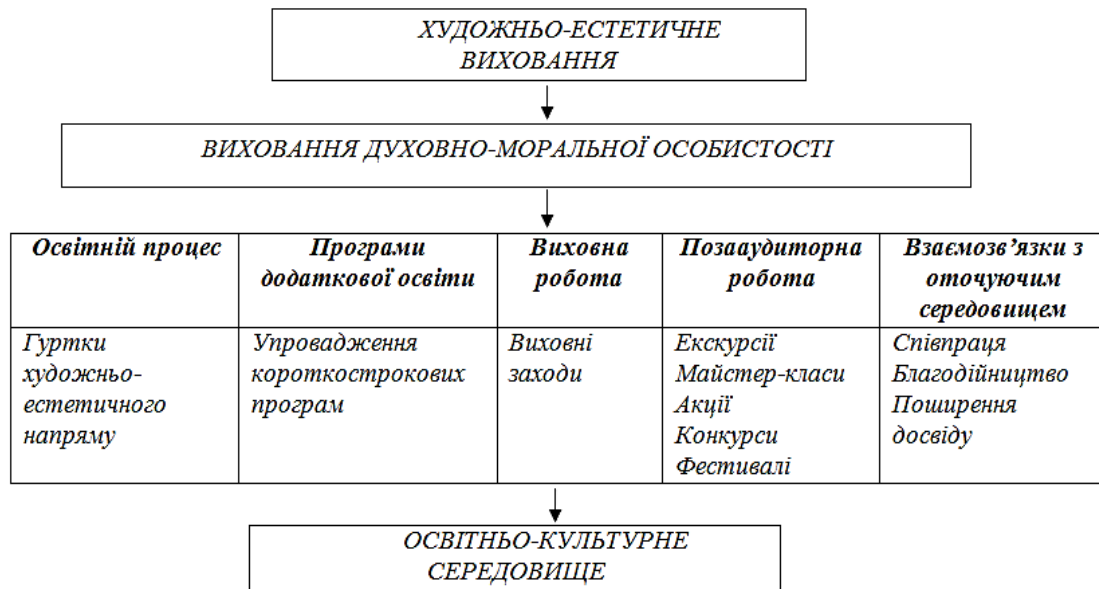 ХУДОЖНЬО-ЕСТЕТИЧНЕ
ВИХОВАННЯ
ВИХОВАННЯ ДУХОВНО-МОРАЛЬНОЇ ОСОБИСТОСТІ
Освітній процес
Програми
додаткової освіти
Виховна
робота
Позааудиторна
робота
Взаємозв’язки з
оточуючим
середовищем
Гуртки
художньо-
естетичного
напряму
Упровадження
короткострокових
програм
Виховні
заходи
Екскурсії
Майстер-класи
Акції
Конкурси
Фестивалі
Співпраця
Благодійництво
Поширення
досвіду
ОСВІТНЬО-КУЛЬТУРНЕ
СЕРЕДОВИЩЕ